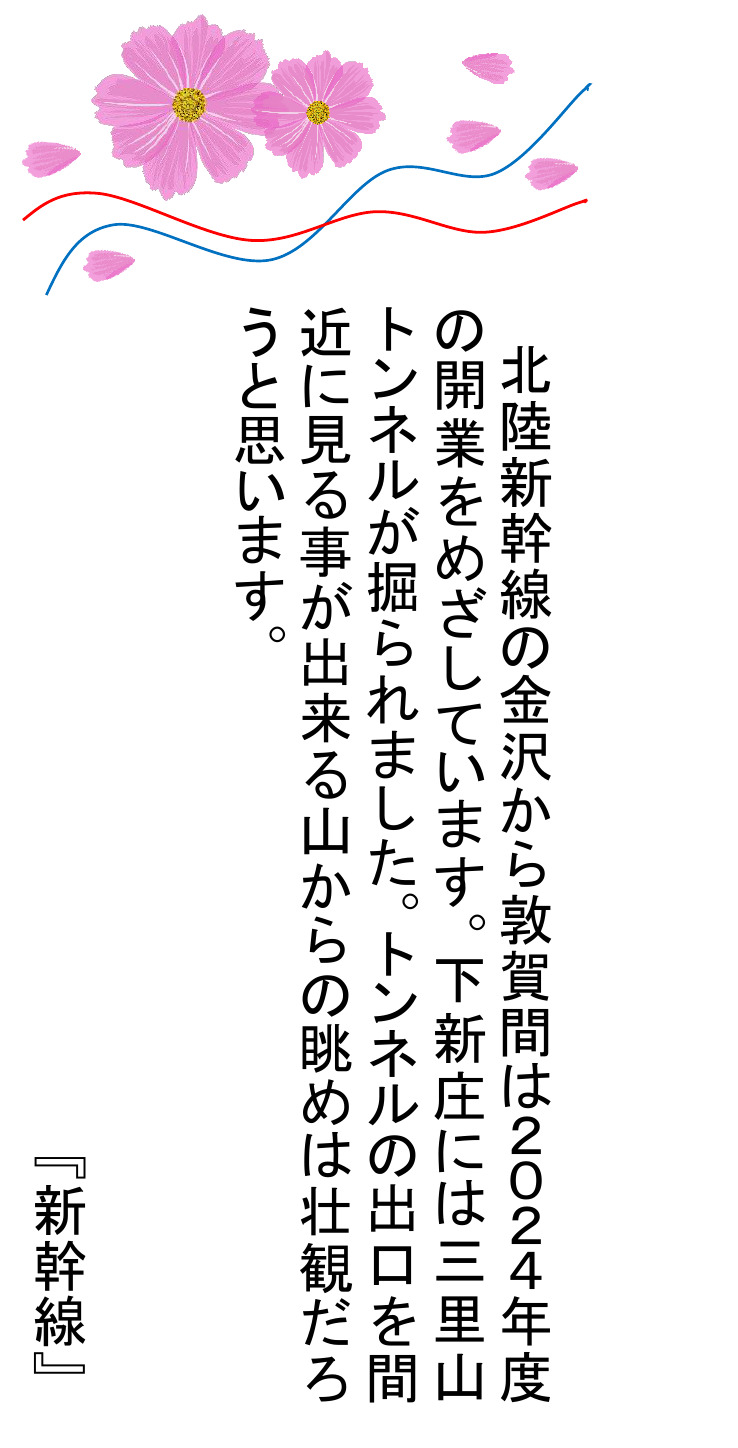 北陸新幹線の金沢から敦賀間は２０２４年度
の開業をめざしています。下新庄には三里山
トンネルが掘られました。トンネルの出口を間
近に見る事が出来る山からの眺めは壮観だろ
うと思います。
『新幹線』